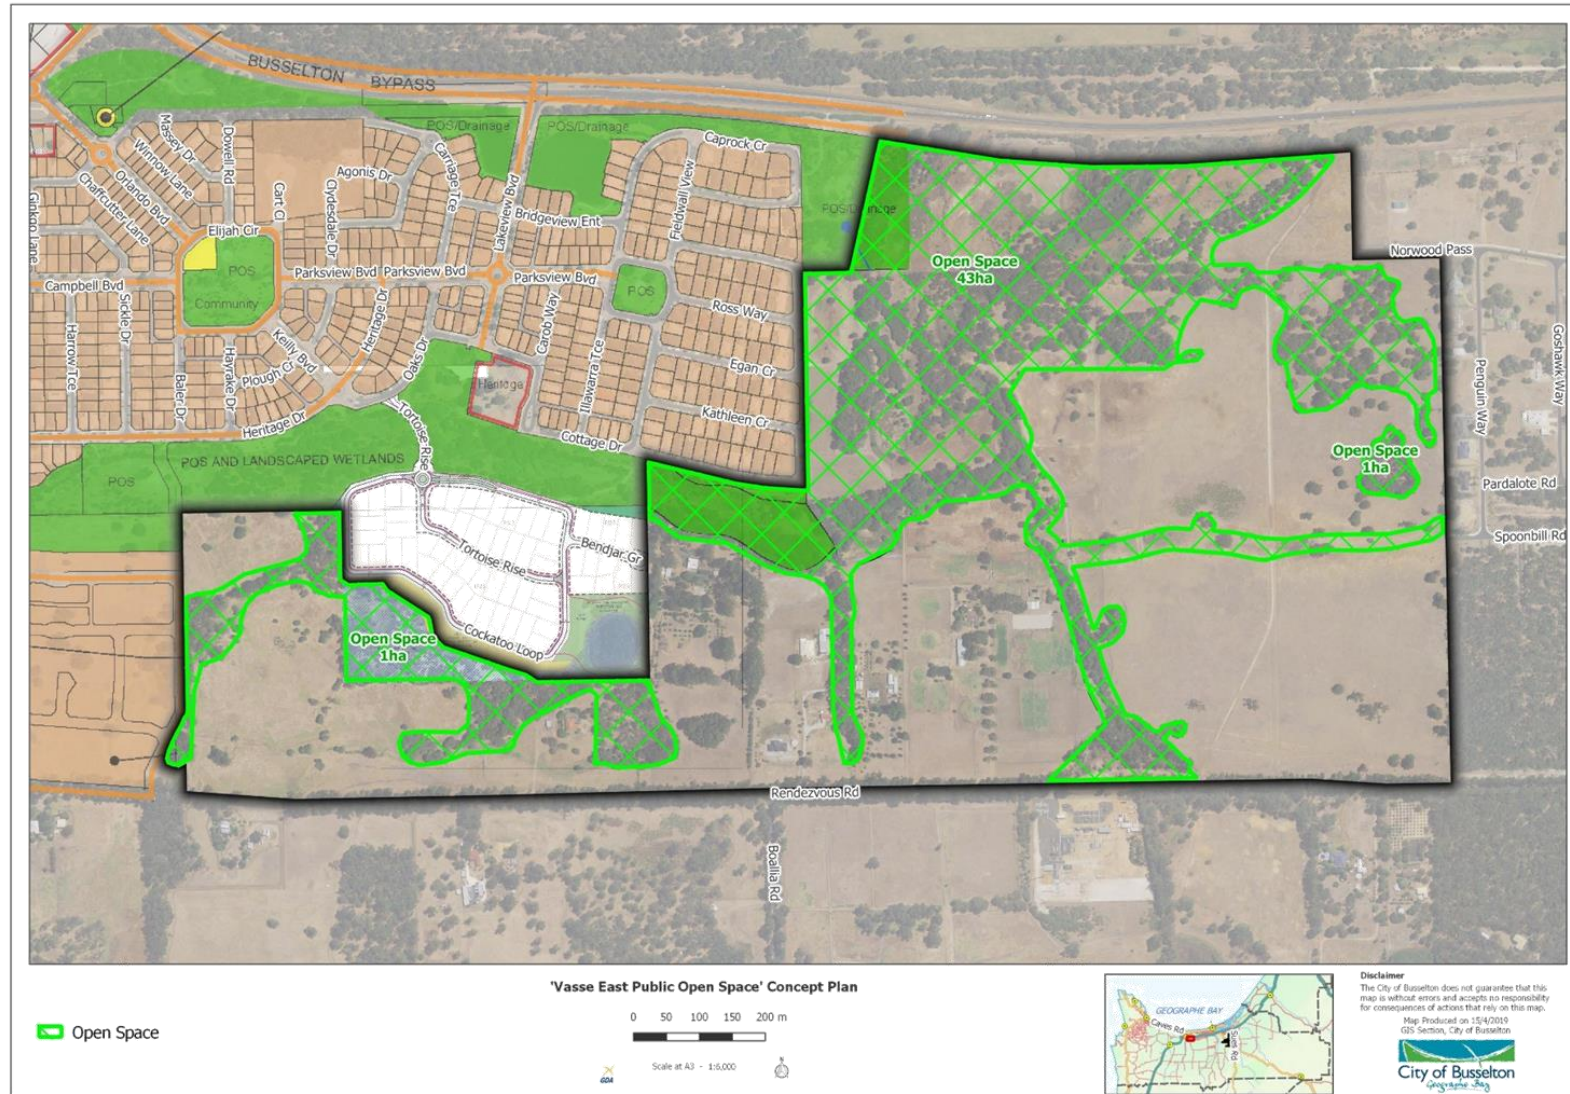 BUSSELTON BYPASS
POS/Drainage
POS/Drainage
Caprock Cr
Massey Dr
Winnow Lane
Dowell Rd
Orlando Bvd
Chaffcutter Lane
Ginkgo Lane
Agonis Dr
Carriage Tce
Cart Cl
Clydesdale Dr
Lakeview Bvd
Bridgeview Ent
Fieldwall View
POS/Drainage
Elijah Cir
POS
Community
Campbell Bvd
Parksview Bvd
Parksview Bvd
Parksview Bvd
POS
Ross Way
Open Space
43ha
Norwood Pass
Harrow Tce
Sickle Dr
Baler Dr
Hayrake Dr
Plough Cr
Keilly Bvd
Heritage Dr
Oaks Dr
Carob Way
Illawarra Tce
Egan Cr
Heritage
Kathleen Cr
Cottage Dr
Heritage Dr
Tortoise Rise
Penguin Way
Goshawk Way
Open Space
1ha
POS AND LANDSCAPED WETLANDS
POS
Pardalote Rd
Spoonbill Rd
Tortoise Rise
Bendjar Gr
Cockatoo Loop
Open Space
1ha
Rendezvous Rd
Boallia Rd
'Vasse East Public Open Space' Concept Plan
0 50 100 150 200 m
Scale at A3 - 1:6,000
GDA
N
Open Space
GEOGRAPHE BAY
Caves Rd
Sues Rd
Disclaimer
The City of Busselton does not guarantee that this
map is without errors and accepts no responsibility
for consequences of actions that rely on this map.
Map Produced on 15/4/2019
GIS Section, City of Busselton
City of Busselton
Geographe Bay